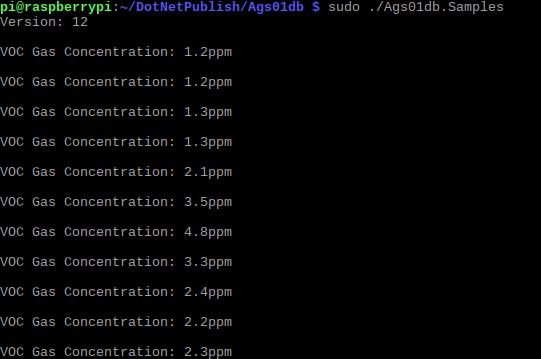 pi@raspberrypi:~/DotNetPublish/Ags01db $ sudo ./Ags01db.Samples
Version: 12
VOC Gas Concentration: 1.2ppm
VOC Gas Concentration: 1.2ppm
VOC Gas Concentration: 1.3ppm
VOC Gas Concentration: 1.3ppm
VOC Gas Concentration: 2.1ppm
VOC Gas Concentration: 3.5ppm
VOC Gas Concentration: 4.8ppm
VOC Gas Concentration: 3.3ppm
VOC Gas Concentration: 2.4ppm
VOC Gas Concentration: 2.2ppm
VOC Gas Concentration: 2.3ppm